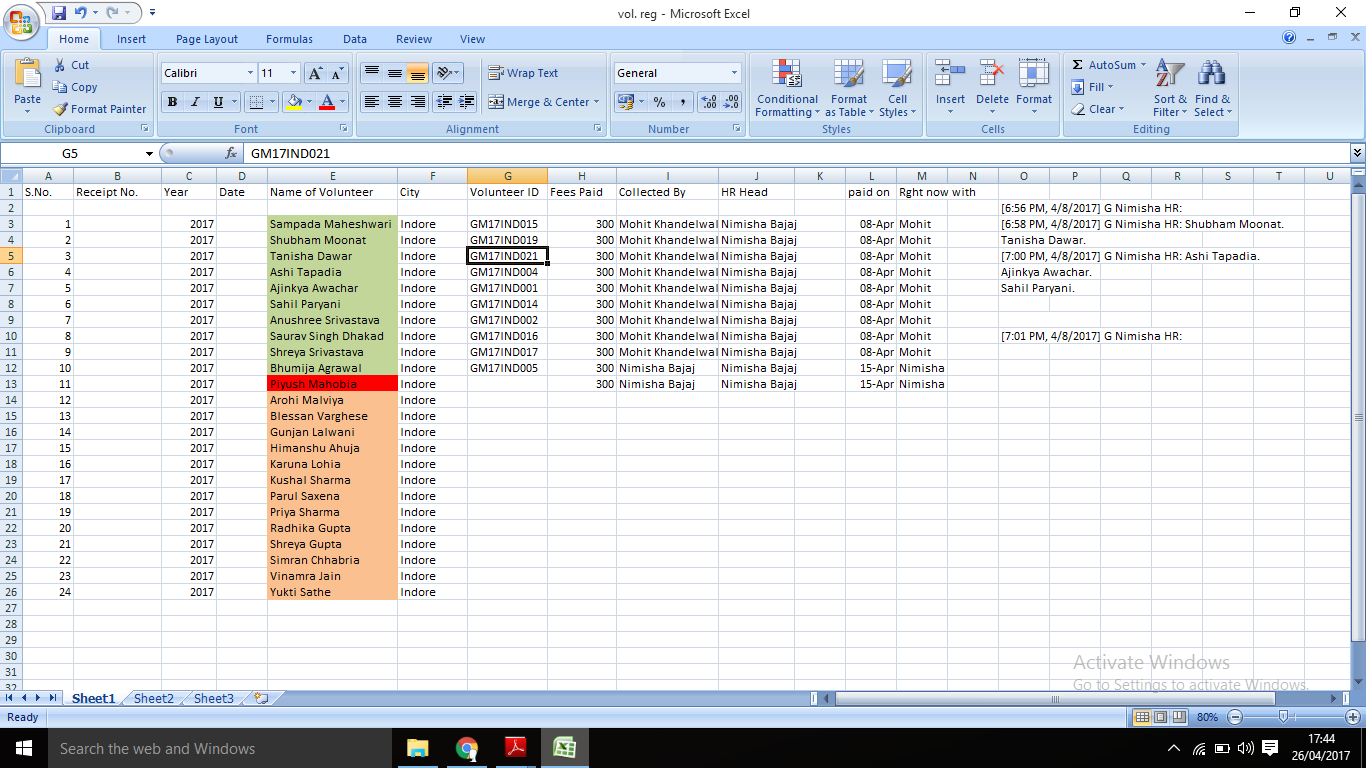 vol. reg - Microsoft Excel
Home Insert Page Layout Formulas Data Review View
Paste Cut Copy Format Painter Clipboard
Calibri 11 A A B I U A Font
Wrap Text Merge & Center Alignment
General % , .0 .00 .00 .0 Number
Conditional Formatting Format as Table Cell Styles Styles
Insert Delete Format Cells
Σ AutoSum Fill Clear Sort & Filter Find & Select Editing
G5 fx GM17IND021
A B C D E F G H I J K L M N O P Q R S T U
1 S.No. Receipt No. Year Date Name of Volunteer City Volunteer ID Fees Paid Collected By HR Head paid on Rght now with
2 [6:56 PM, 4/8/2017] G Nimisha HR:
3 1 2017 Sampada Maheshwari Indore GM17IND015 300 Mohit Khandelwal Nimisha Bajaj 08-Apr Mohit [6:58 PM, 4/8/2017] G Nimisha HR: Shubham Moonat.
4 2 2017 Shubham Moonat Indore GM17IND019 300 Mohit Khandelwal Nimisha Bajaj 08-Apr Mohit Tanisha Dawar.
5 3 2017 Tanisha Dawar Indore GM17IND021 300 Mohit Khandelwal Nimisha Bajaj 08-Apr Mohit [7:00 PM, 4/8/2017] G Nimisha HR: Ashi Tapadia.
6 4 2017 Ashi Tapadia Indore GM17IND004 300 Mohit Khandelwal Nimisha Bajaj 08-Apr Mohit Ajinkya Awachar.
7 5 2017 Ajinkya Awachar Indore GM17IND001 300 Mohit Khandelwal Nimisha Bajaj 08-Apr Mohit Sahil Paryani.
8 6 2017 Sahil Paryani Indore GM17IND014 300 Mohit Khandelwal Nimisha Bajaj 08-Apr Mohit
9 7 2017 Anushree Srivastava Indore GM17IND002 300 Mohit Khandelwal Nimisha Bajaj 08-Apr Mohit
10 8 2017 Saurav Singh Dhakad Indore GM17IND016 300 Mohit Khandelwal Nimisha Bajaj 08-Apr Mohit [7:01 PM, 4/8/2017] G Nimisha HR:
11 9 2017 Shreya Srivastava Indore GM17IND017 300 Mohit Khandelwal Nimisha Bajaj 08-Apr Mohit
12 10 2017 Bhumija Agrawal Indore GM17IND005 300 Nimisha Bajaj Nimisha Bajaj 15-Apr Nimisha
13 11 2017 Piyush Mahobia Indore 300 Nimisha Bajaj Nimisha Bajaj 15-Apr Nimisha
14 12 2017 Arohi Malviya Indore
15 13 2017 Blessan Varghese Indore
16 14 2017 Gunjan Lalwani Indore
17 15 2017 Himanshu Ahuja Indore
18 16 2017 Karuna Lohia Indore
19 17 2017 Kushal Sharma Indore
20 18 2017 Parul Saxena Indore
21 19 2017 Priya Sharma Indore
22 20 2017 Radhika Gupta Indore
23 21 2017 Shreya Gupta Indore
24 22 2017 Simran Chhabria Indore
25 23 2017 Vinamra Jain Indore
26 24 2017 Yukti Sathe Indore
27
28
29
30
31
32
Activate Windows
Go to Settings to activate Windows.
Sheet1 Sheet2 Sheet3
Ready 80%
Search the web and Windows
17:44
26/04/2017